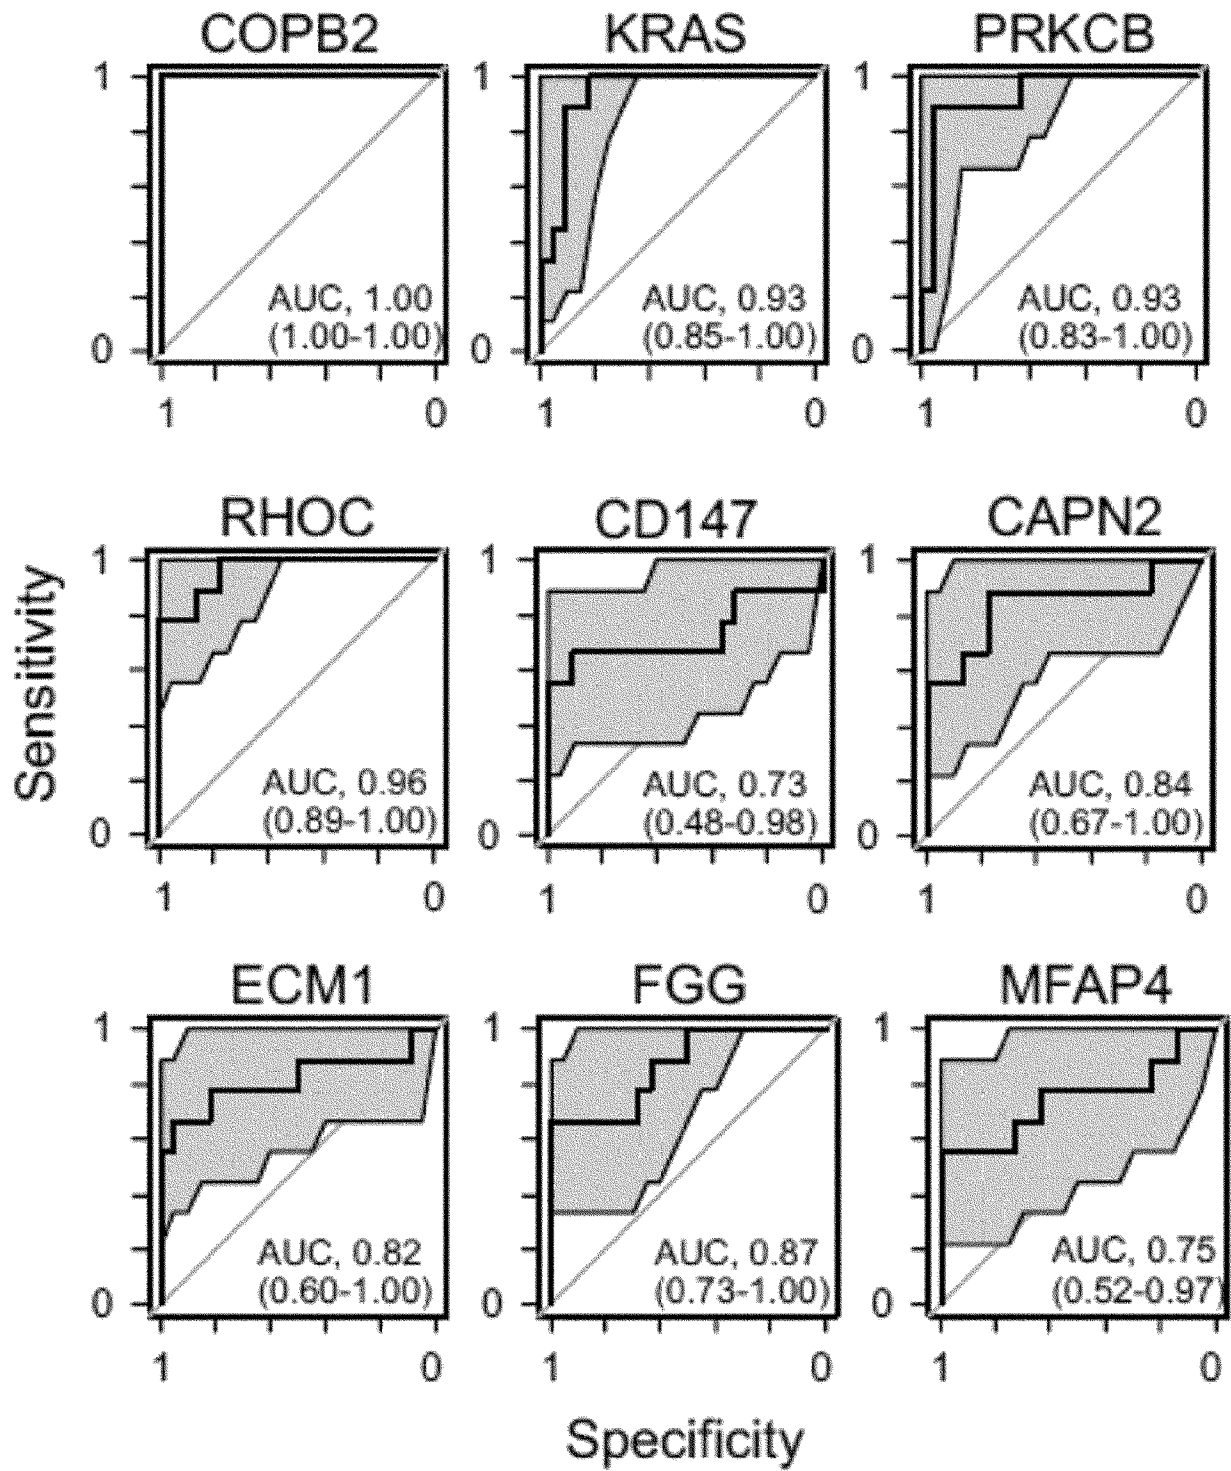 COPB2
1
0
AUC, 1.00
(1.00-1.00)
1
0
KRAS
1
0
AUC, 0.93
(0.85-1.00)
1
0
PRKCB
1
0
AUC, 0.93
(0.83-1.00)
1
0
Sensitivity
RHOC
1
0
AUC, 0.96
(0.89-1.00)
1
0
CD147
1
0
AUC, 0.73
(0.48-0.98)
1
0
CAPN2
1
0
AUC, 0.84
(0.67-1.00)
1
0
ECM1
1
0
AUC, 0.82
(0.60-1.00)
1
0
FGG
1
0
AUC, 0.87
(0.73-1.00)
1
0
MFAP4
1
0
AUC, 0.75
(0.52-0.97)
1
0
Specificity